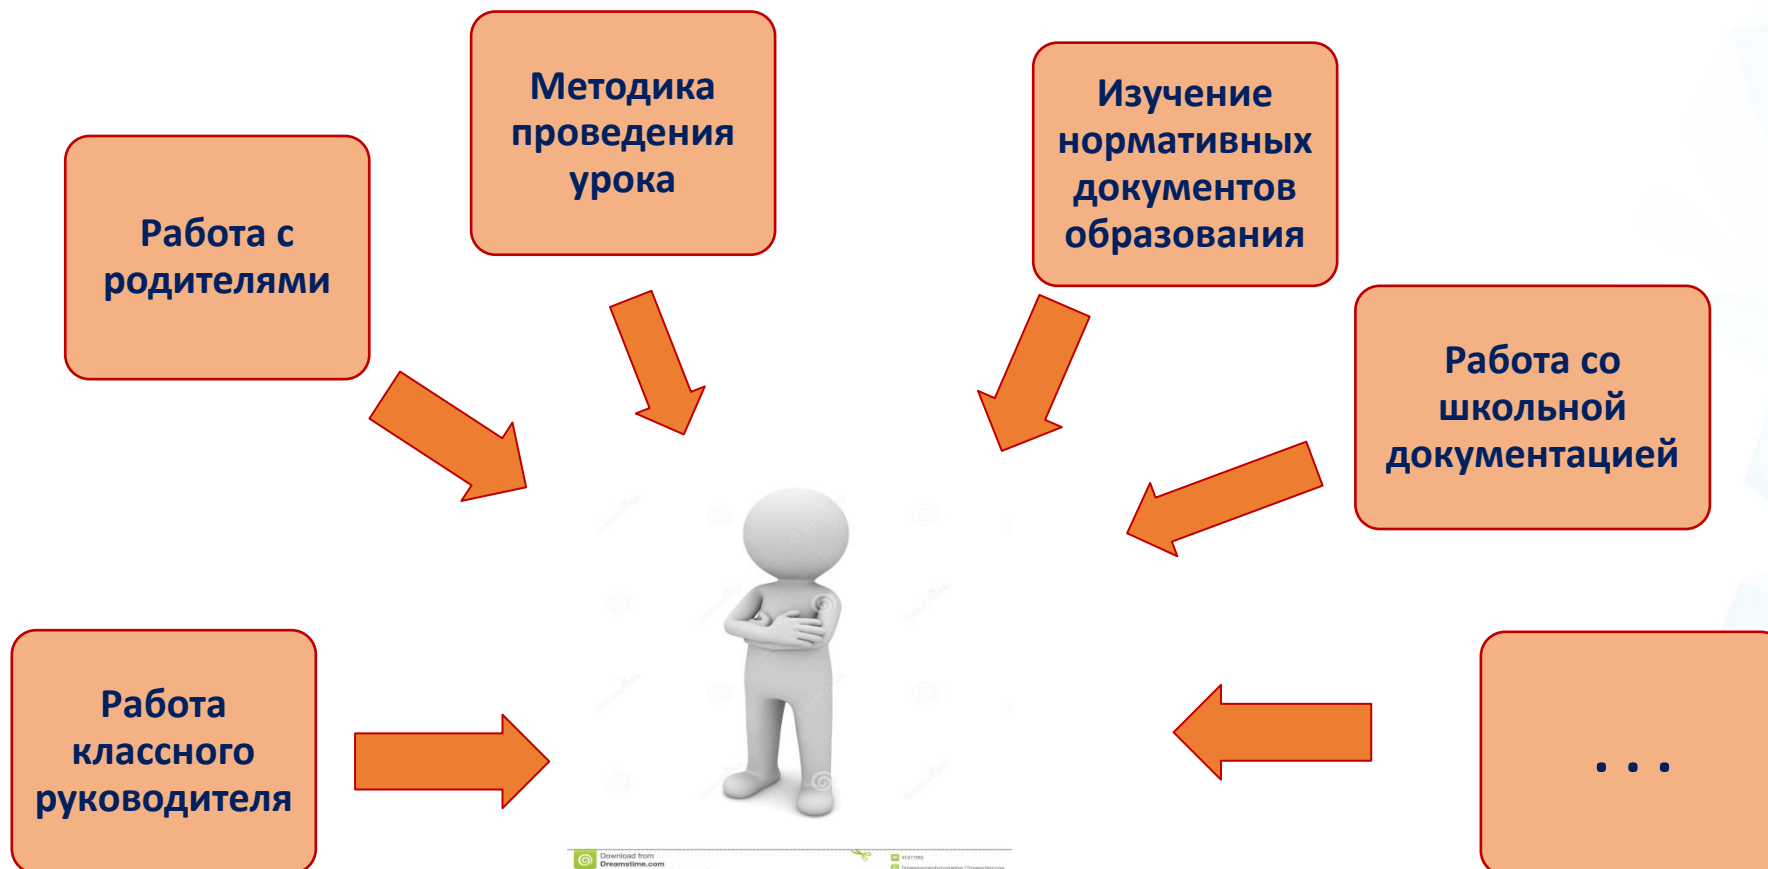 Методика
проведения
урока
Изучение
нормативных
документов
образования
Работа с
родителями
Работа со
школьной
документацией
Работа
классного
руководителя
. . .
Download from
Dreamstime.com